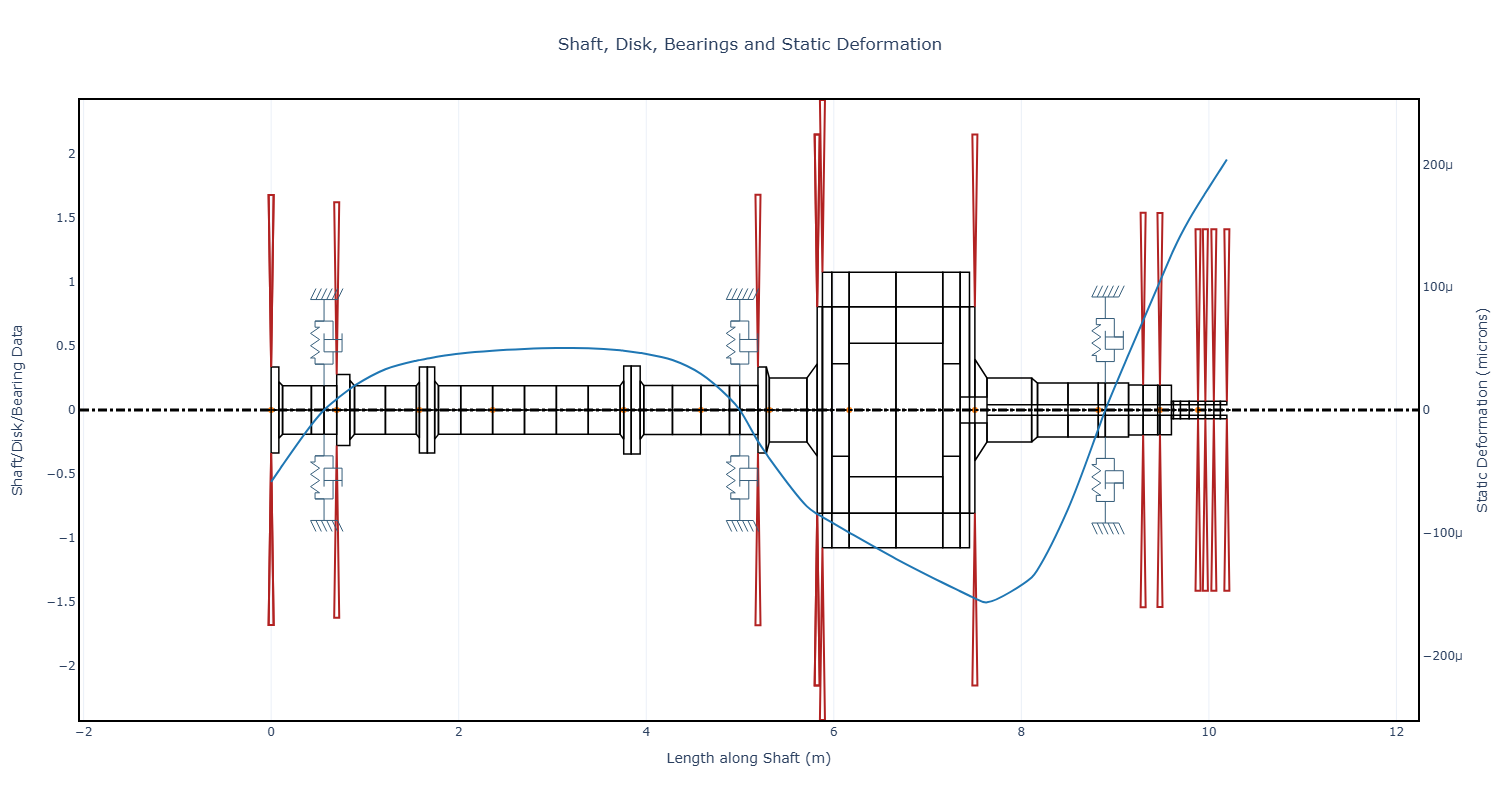 Shaft, Disk, Bearings and Static Deformation
Shaft/Disk/Bearing Data
2
1.5
1
0.5
0
−0.5
−1
−1.5
−2
200µ
100µ
0
−100µ
−200µ
Static Deformation (microns)
−2
0
2
4
6
8
10
12
Length along Shaft (m)